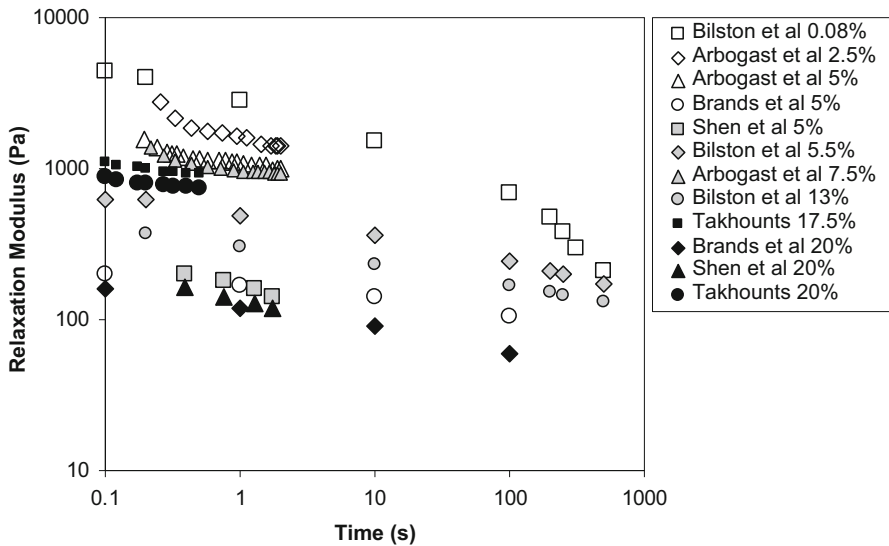 10000
1000
100
10
Relaxation Modulus (Pa)
0.1
1
10
100
1000
Time (s)
Bilston et al 0.08%
Arbogast et al 2.5%
Arbogast et al 5%
Brands et al 5%
Shen et al 5%
Bilston et al 5.5%
Arbogast et al 7.5%
Bilston et al 13%
Takhounts 17.5%
Brands et al 20%
Shen et al 20%
Takhounts 20%